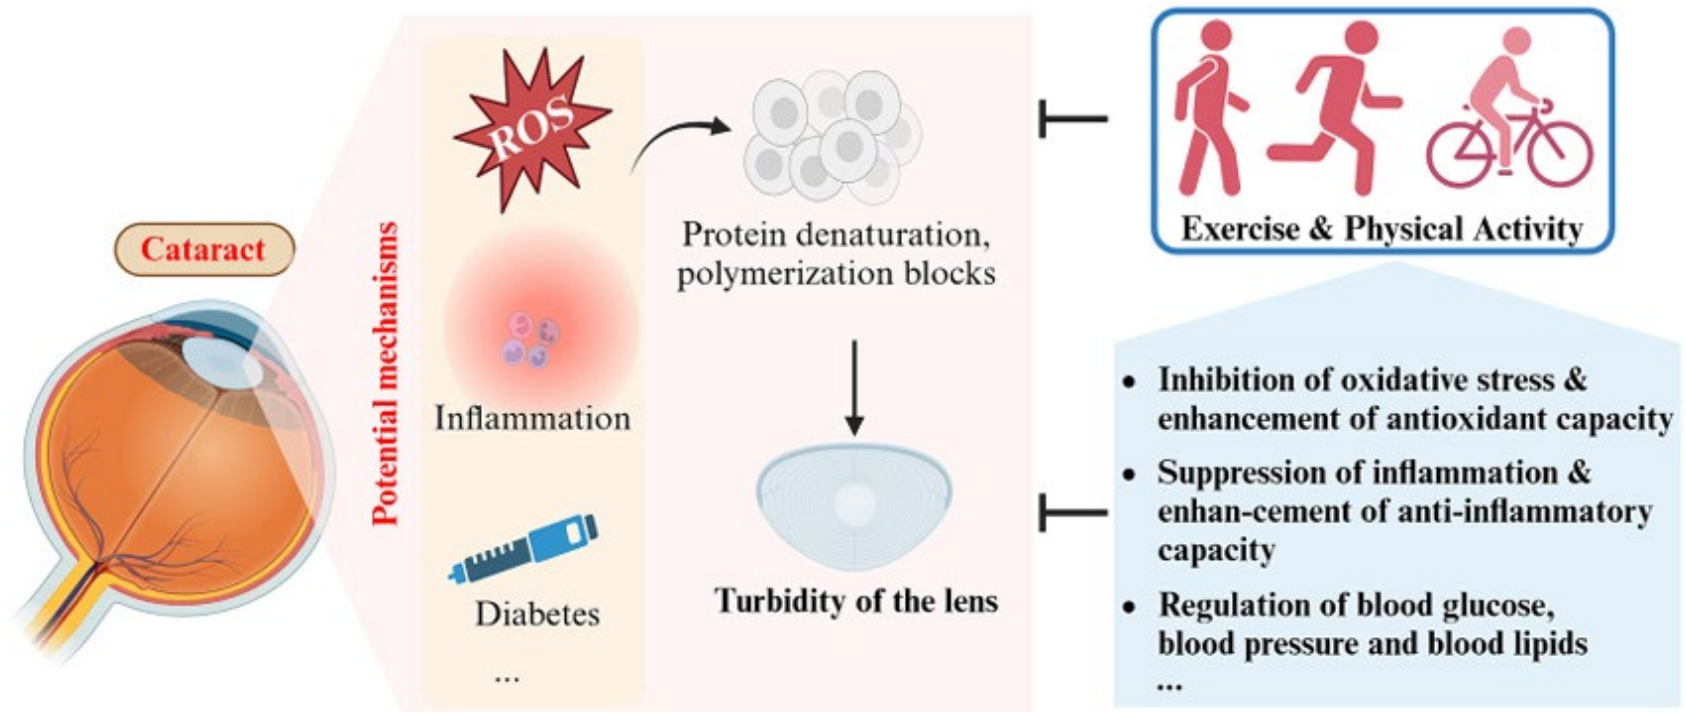 Cataract
Potential mechanisms
ROS
Inflammation
Diabetes
...
Protein denaturation,
polymerization blocks
Turbidity of the lens
Exercise & Physical Activity
• Inhibition of oxidative stress &
enhancement of antioxidant capacity
• Suppression of inflammation &
enhan-cement of anti-inflammatory
capacity
• Regulation of blood glucose,
blood pressure and blood lipids
...